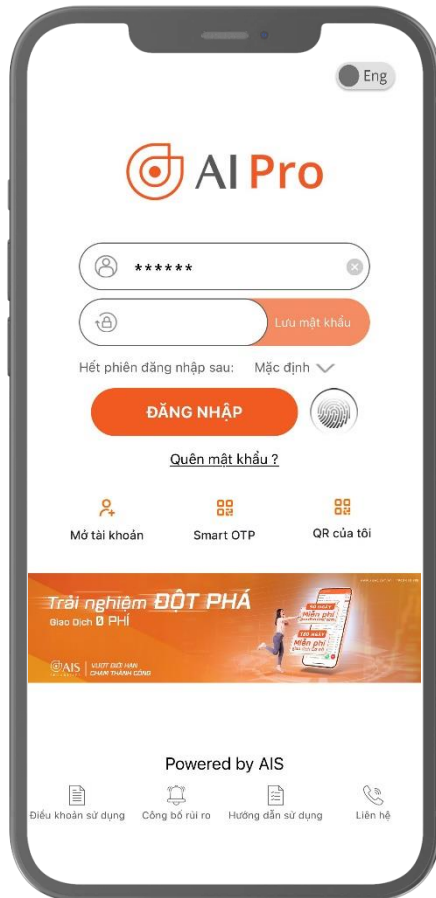 Eng
AI Pro
******
Lưu mật khẩu
Hết phiên đăng nhập sau: Mặc định
ĐĂNG NHẬP
Quên mật khẩu ?
Mở tài khoản Smart OTP QR của tôi
Trải nghiệm ĐỘT PHÁ
Giao Dịch 0 PHÍ
90 NGÀY
Miễn phí
Miễn phí
AIS VƯỢT GIỚI HẠN
CHẠM THÀNH CÔNG
Powered by AIS
Điều khoản sử dụng Công bố rủi ro Hướng dẫn sử dụng Liên hệ